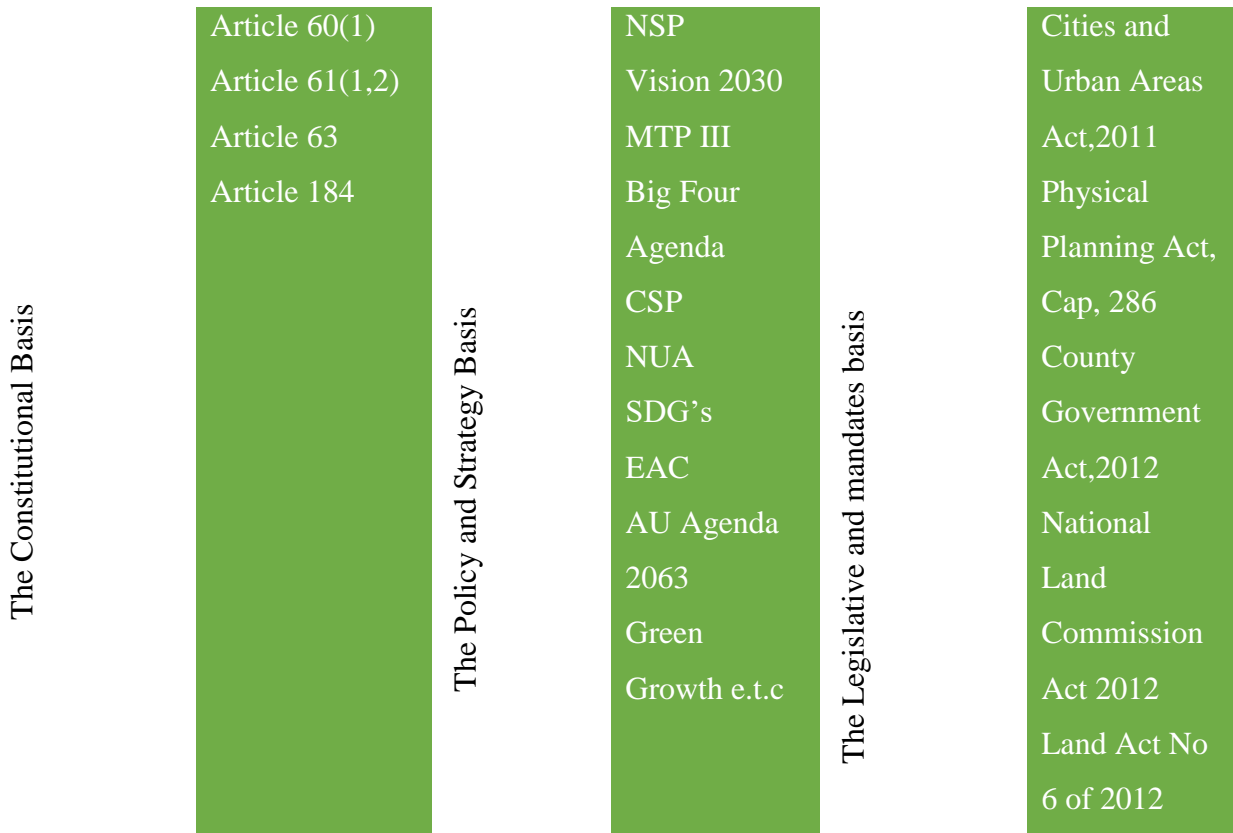 The Constitutional Basis
Article 60(1)
Article 61(1,2)
Article 63
Article 184
The Policy and Strategy Basis
NSP
Vision 2030
MTP III
Big Four
Agenda
CSP
NUA
SDG’s
EAC
AU Agenda
2063
Green
Growth e.t.c
The Legislative and mandates basis
Cities and
Urban Areas
Act,2011
Physical
Planning Act,
Cap, 286
County
Government
Act,2012
National
Land
Commission
Act 2012
Land Act No
6 of 2012